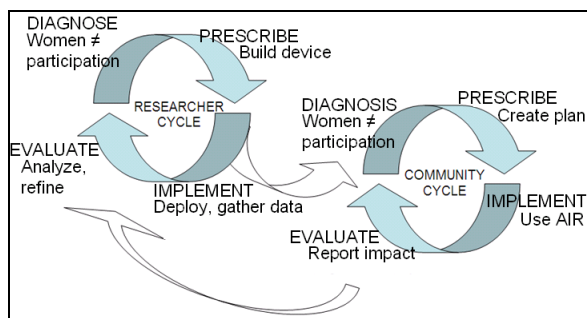 DIAGNOSE
Women ≠
participation
PRESCRIBE
Build device
RESEARCHER
CYCLE
EVALUATE
Analyze,
refine
IMPLEMENT
Deploy, gather data
DIAGNOSIS
Women ≠
participation
PRESCRIBE
Create plan
COMMUNITY
CYCLE
IMPLEMENT
Use AIR
EVALUATE
Report impact